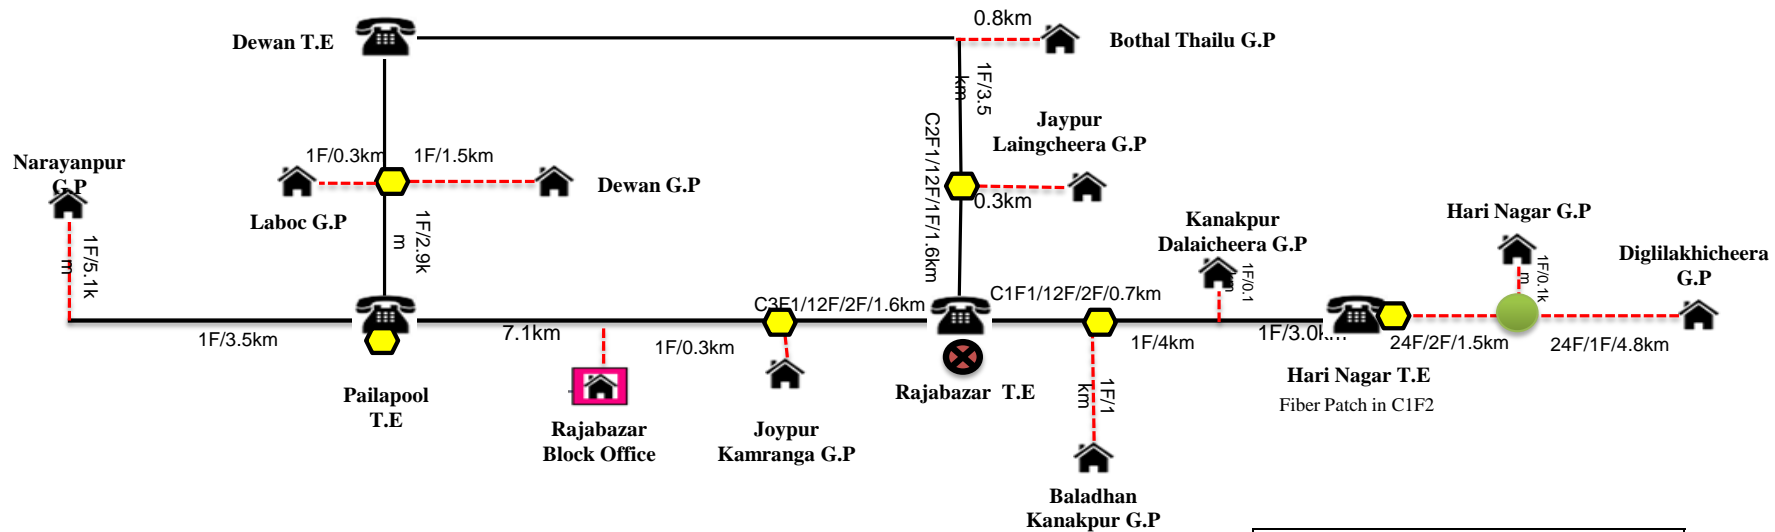 0.8km
Dewan T.E
Bothal Thailu G.P
1F/3.5
km
C2F1/12F/1F/1.6km
Jaypur
Laingcheera G.P
0.3km
Narayanpur
G.P
1F/0.3km
1F/1.5km
Dewan G.P
Laboc G.P
1F/2.9k
m
1F/5.1k
m
Kanakpur
Dalaicheera G.P
1F/0.1
km
Hari Nagar G.P
1F/0.1k
m
Diglilakhicheera
G.P
C3F1/12F/2F/1.6km
C1F1/12F/2F/0.7km
1F/3.5km
7.1km
1F/0.3km
1F/4km
1F/3.0km
24F/2F/1.5km
24F/1F/4.8km
Pailapool
T.E
Rajabazar T.E
1F/1
km
Hari Nagar T.E
Fiber Patch in C1F2
Rajabazar
Block Office
Joypur
Kamranga G.P
Baladhan
Kanakpur G.P